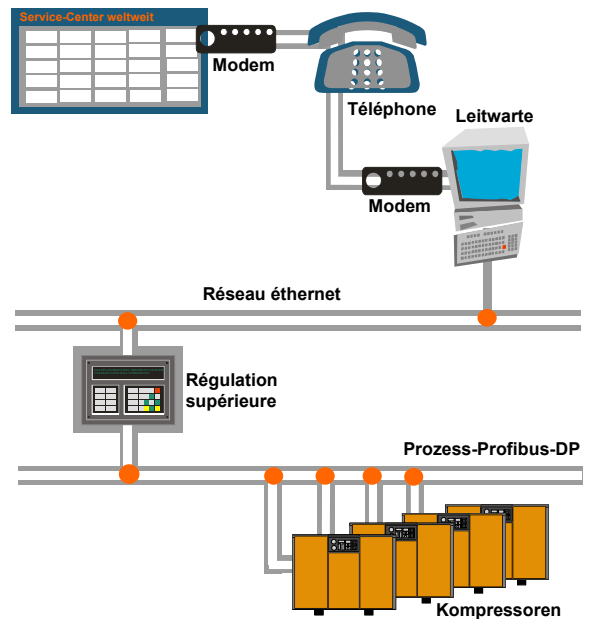 Service-Center weltweit
Modem
Téléphone
Leitwarte
Modem
Réseau éthernet
Régulation
supérieure
Prozess-Profibus-DP
Kompressoren